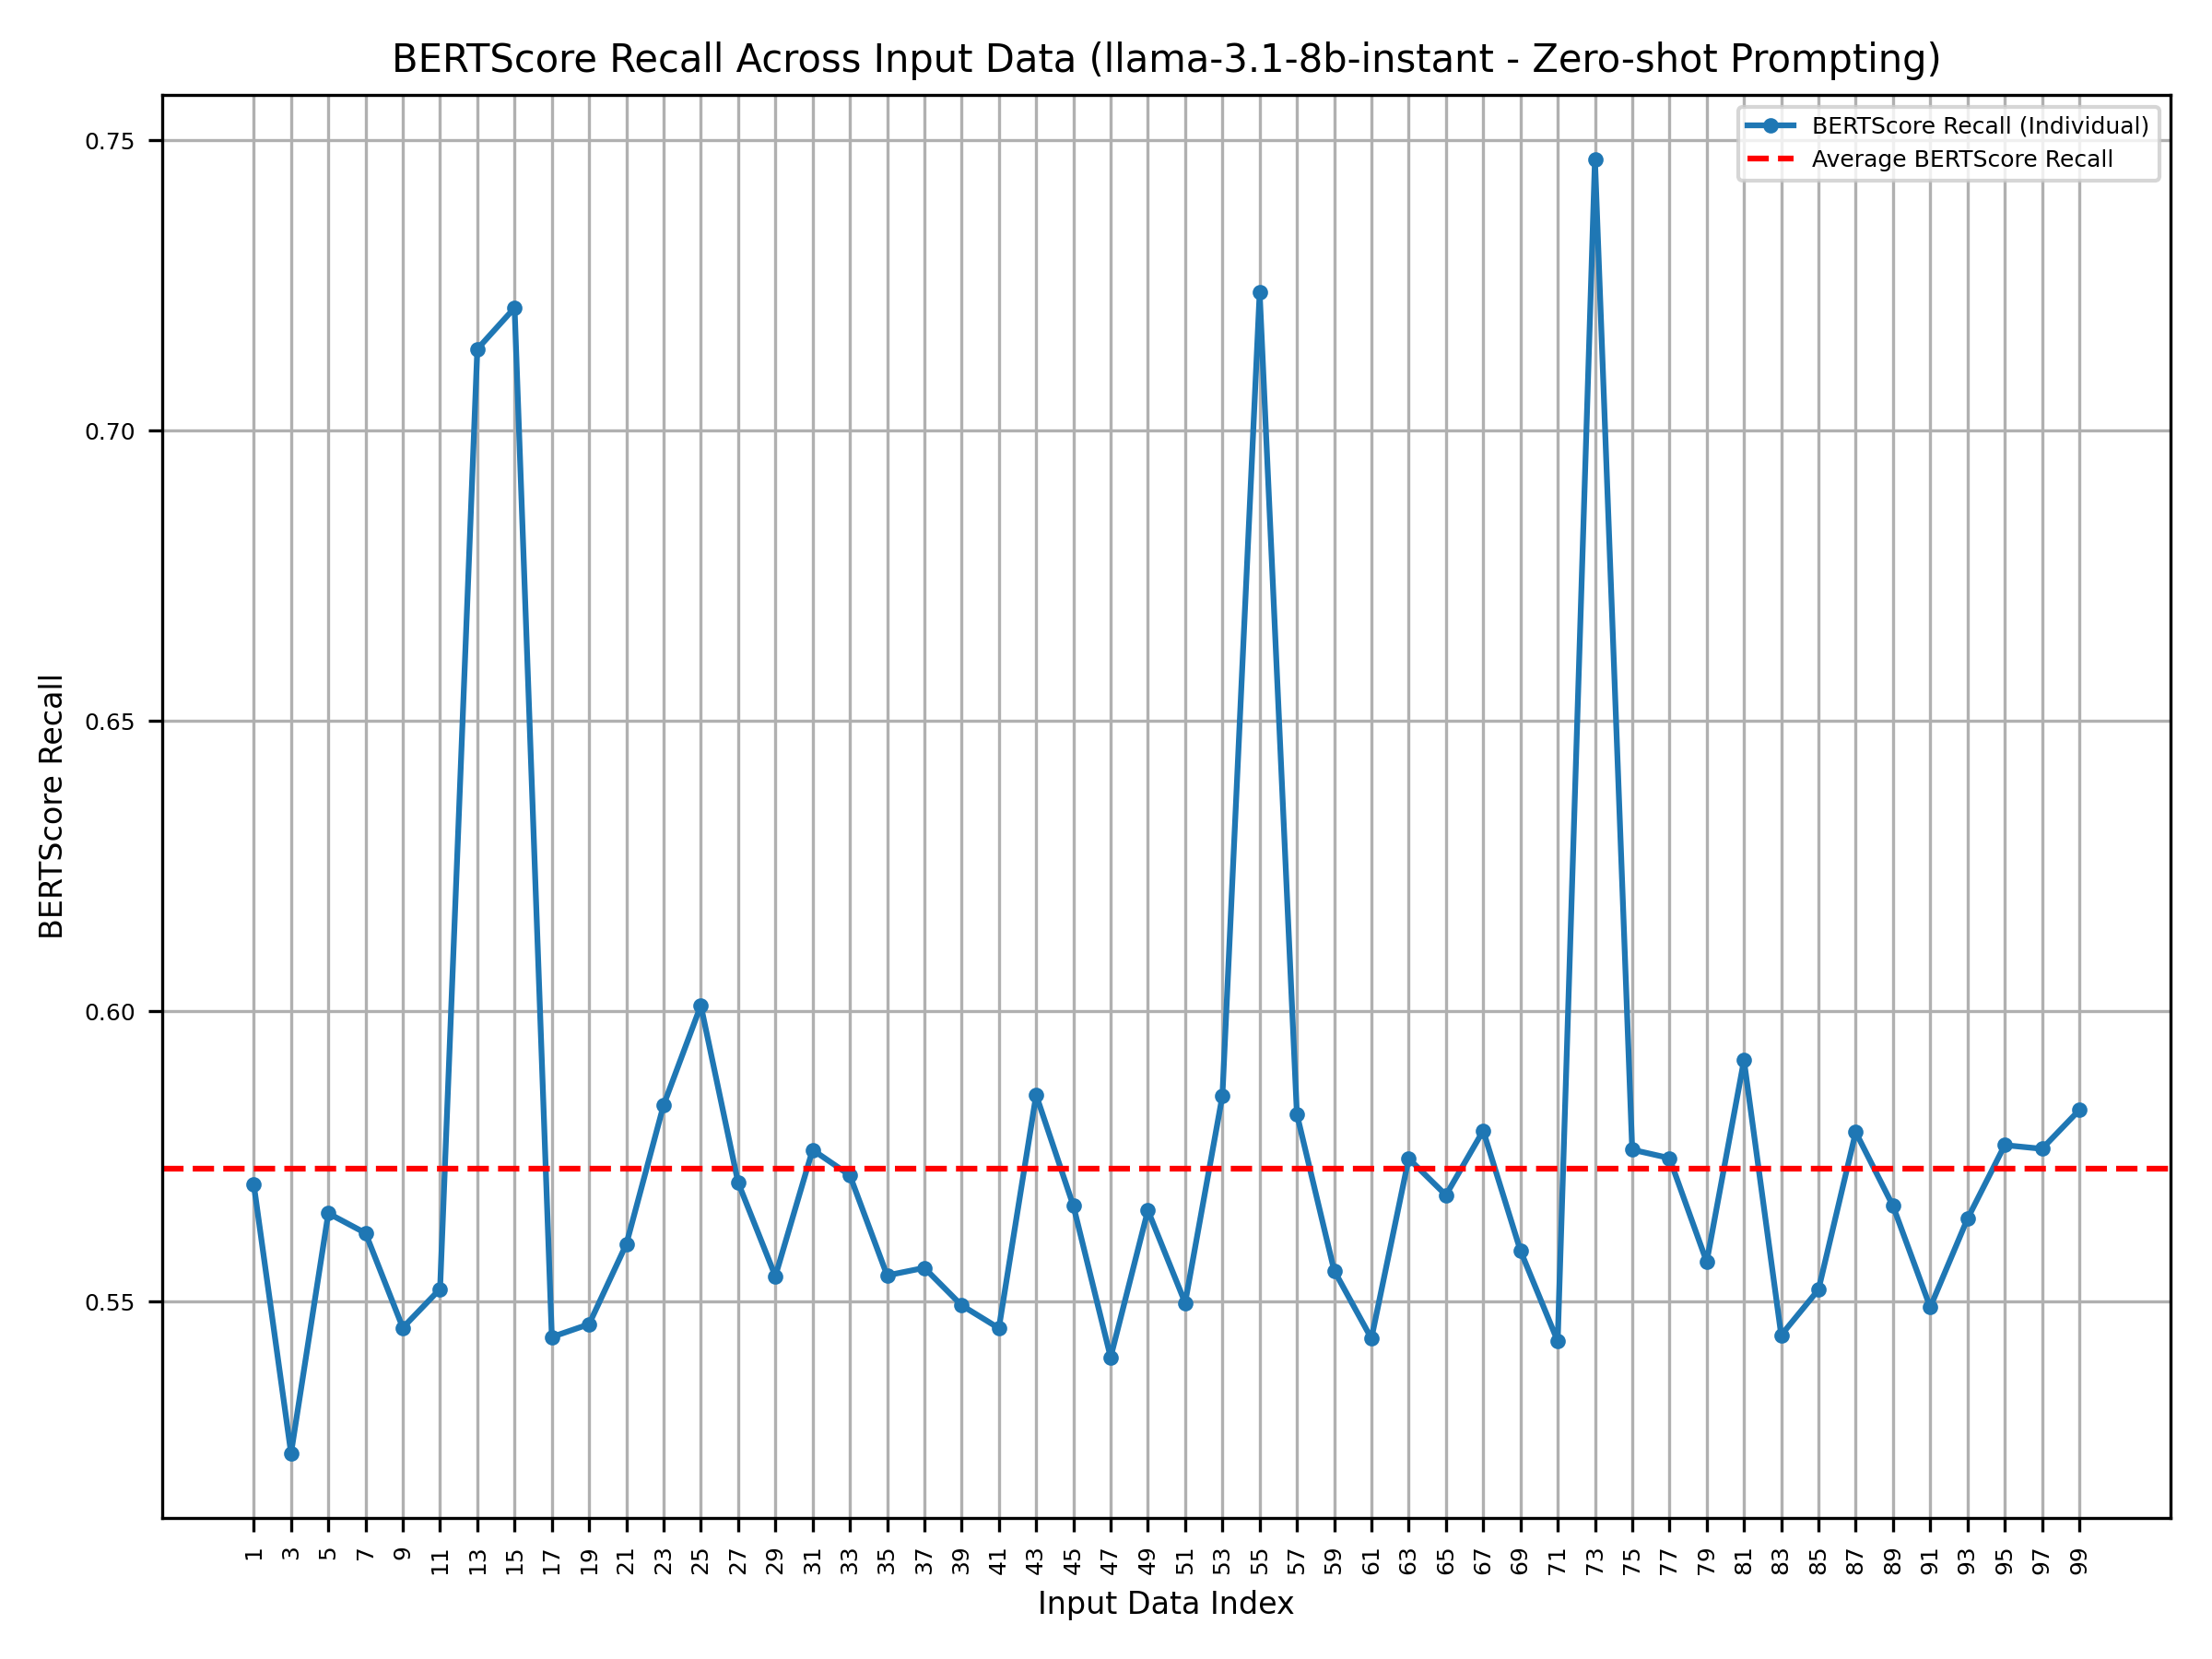 BERTScore Recall Across Input Data (llama-3.1-8b-instant - Zero-shot Prompting)
BERTScore Recall (Individual)
Average BERTScore Recall
BERTScore Recall
0.75
0.70
0.65
0.60
0.55
1 3 5 7 9 11 13 15 17 19 21 23 25 27 29 31 33 35 37 39 41 43 45 47 49 51 53 55 57 59 61 63 65 67 69 71 73 75 77 79 81 83 85 87 89 91 93 95 97 99
Input Data Index